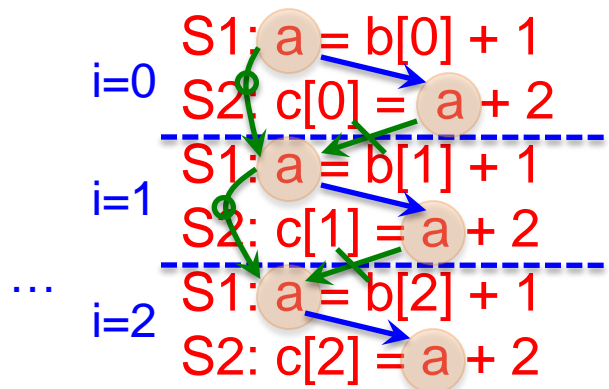 S1: a = b[0] + 1
i=0
S2: c[0] = a + 2
S1: a = b[1] + 1
i=1
S2: c[1] = a + 2
...
S1: a = b[2] + 1
i=2
S2: c[2] = a + 2